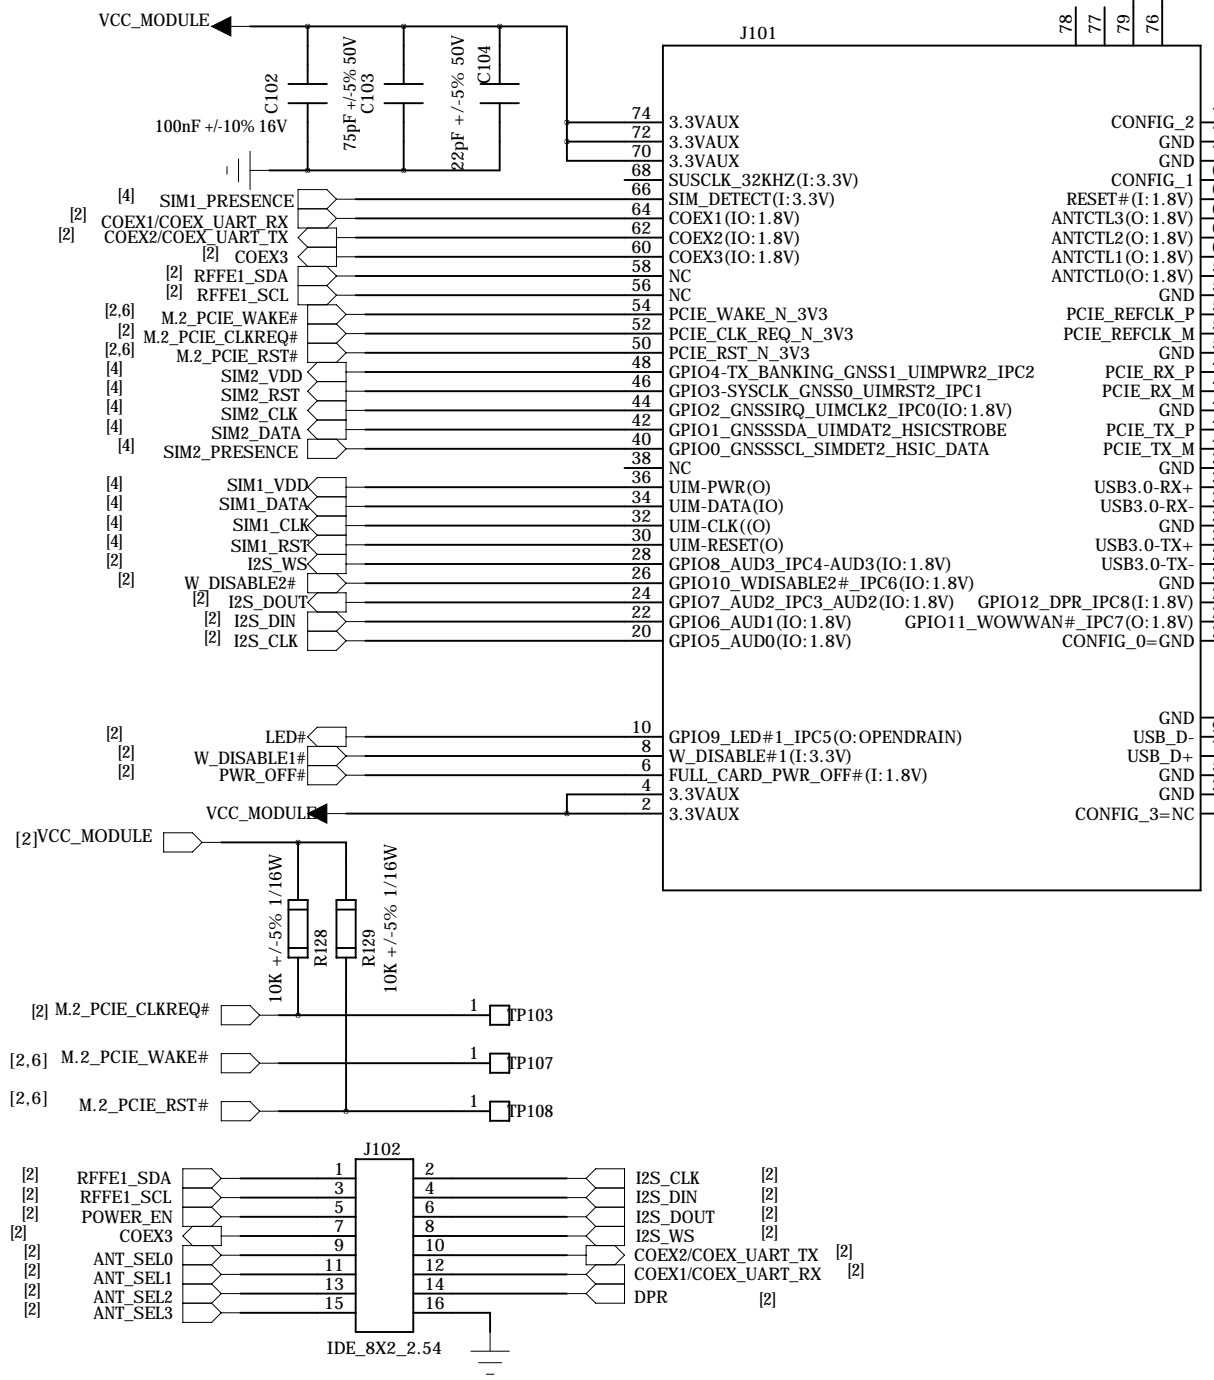 VCC_MODULE
J101
78
77
79
76
C102
100nF +/-10% 16V
75pF +/-5% 50V
C103
22pF +/-5% 50V
C104
74 3.3VAUX CONFIG_2
72 3.3VAUX GND
70 3.3VAUX GND
68 SUSCLK_32KHZ(I:3.3V) CONFIG_1
[4] SIM1_PRESENCE 66 SIM_DETECT(I:3.3V) RESET#(I:1.8V)
[2] COEX1/COEX_UART_RX 64 COEX1(IO:1.8V) ANTCTL3(O:1.8V)
[2] COEX2/COEX_UART_TX 62 COEX2(IO:1.8V) ANTCTL2(O:1.8V)
[2] COEX3 60 COEX3(IO:1.8V) ANTCTL1(O:1.8V)
[2] RFFE1_SDA 58 NC ANTCTL0(O:1.8V)
[2] RFFE1_SCL 56 NC GND
[2,6] M.2_PCIE_WAKE# 54 PCIE_WAKE_N_3V3 PCIE_REFCLK_P
[2] M.2_PCIE_CLKREQ# 52 PCIE_CLK_REQ_N_3V3 PCIE_REFCLK_M
[2,6] M.2_PCIE_RST# 50 PCIE_RST_N_3V3 GND
[4] SIM2_VDD 48 GPIO4-TX_BANKING_GNSS1_UIMPWR2_IPC2 PCIE_RX_P
[4] SIM2_RST 46 GPIO3-SYSCLK_GNSS0_UIMRST2_IPC1 PCIE_RX_M
[4] SIM2_CLK 44 GPIO2_GNSSIRQ_UIMCLK2_IPC0(IO:1.8V) GND
[4] SIM2_DATA 42 GPIO1_GNSSSDA_UIMDAT2_HSICSTROBE PCIE_TX_P
[4] SIM2_PRESENCE 40 GPIO0_GNSSSCL_SIMDET2_HSIC_DATA PCIE_TX_M
38 NC GND
[4] SIM1_VDD 36 UIM-PWR(O) USB3.0-RX+
[4] SIM1_DATA 34 UIM-DATA(IO) USB3.0-RX-
[4] SIM1_CLK 32 UIM-CLK((O) GND
[4] SIM1_RST 30 UIM-RESET(O) USB3.0-TX+
[2] I2S_WS 28 GPIO8_AUD3_IPC4-AUD3(IO:1.8V) USB3.0-TX-
[2] W_DISABLE2# 26 GPIO10_WDISABLE2#_IPC6(IO:1.8V) GND
[2] I2S_DOUT 24 GPIO7_AUD2_IPC3_AUD2(IO:1.8V) GPIO12_DPR_IPC8(I:1.8V)
[2] I2S_DIN 22 GPIO6_AUD1(IO:1.8V) GPIO11_WOWWAN#_IPC7(O:1.8V)
[2] I2S_CLK 20 GPIO5_AUD0(IO:1.8V) CONFIG_0=GND
GND
[2] LED# 10 GPIO9_LED#1_IPC5(O:OPENDRAIN) USB_D-
[2] W_DISABLE1# 8 W_DISABLE#1(I:3.3V) USB_D+
[2] PWR_OFF# 6 FULL_CARD_PWR_OFF#(I:1.8V) GND
4 3.3VAUX GND
VCC_MODULE 2 3.3VAUX CONFIG_3=NC
[2]VCC_MODULE
10K +/-5% 1/16W
R128
R129
10K +/-5% 1/16W
[2] M.2_PCIE_CLKREQ# 1 TP103
[2,6] M.2_PCIE_WAKE# 1 TP107
[2,6] M.2_PCIE_RST# 1 TP108
J102
[2] RFFE1_SDA 1 2 I2S_CLK [2]
[2] RFFE1_SCL 3 4 I2S_DIN [2]
[2] POWER_EN 5 6 I2S_DOUT [2]
[2] COEX3 7 8 I2S_WS [2]
[2] ANT_SEL0 9 10 COEX2/COEX_UART_TX [2]
[2] ANT_SEL1 11 12 COEX1/COEX_UART_RX [2]
[2] ANT_SEL2 13 14 DPR [2]
[2] ANT_SEL3 15 16
IDE_8X2_2.54